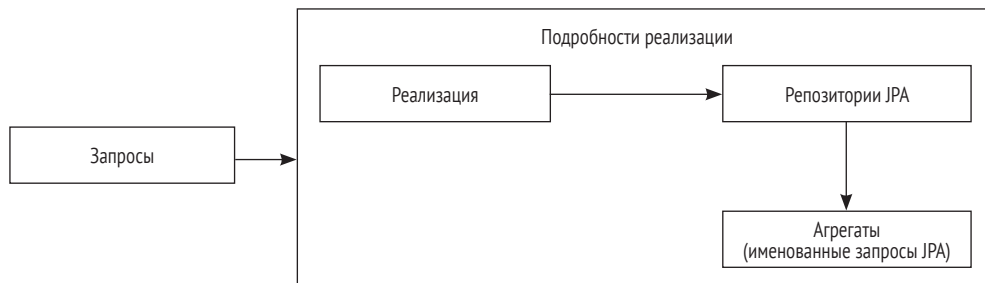 Подробности реализации
Реализация
Репозитории JPA
Запросы
Агрегаты
(именованные запросы JPA)